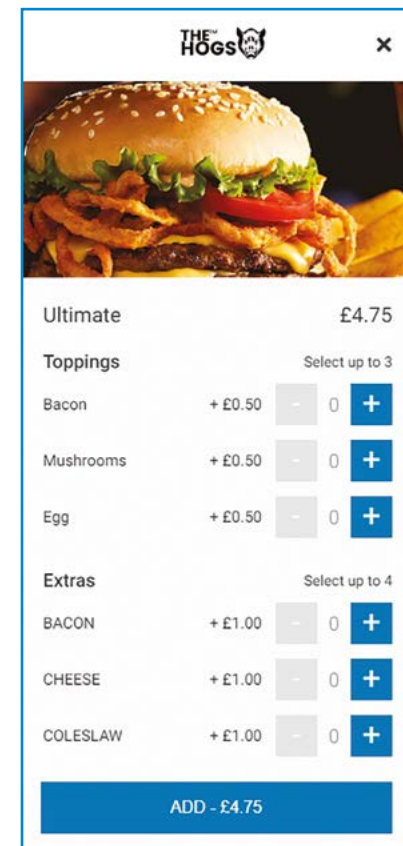 THE™
HOGS
×
Ultimate £4.75
Toppings Select up to 3
Bacon + £0.50 - 0 +
Mushrooms + £0.50 - 0 +
Egg + £0.50 - 0 +
Extras Select up to 4
BACON + £1.00 - 0 +
CHEESE + £1.00 - 0 +
COLESLAW + £1.00 - 0 +
ADD - £4.75